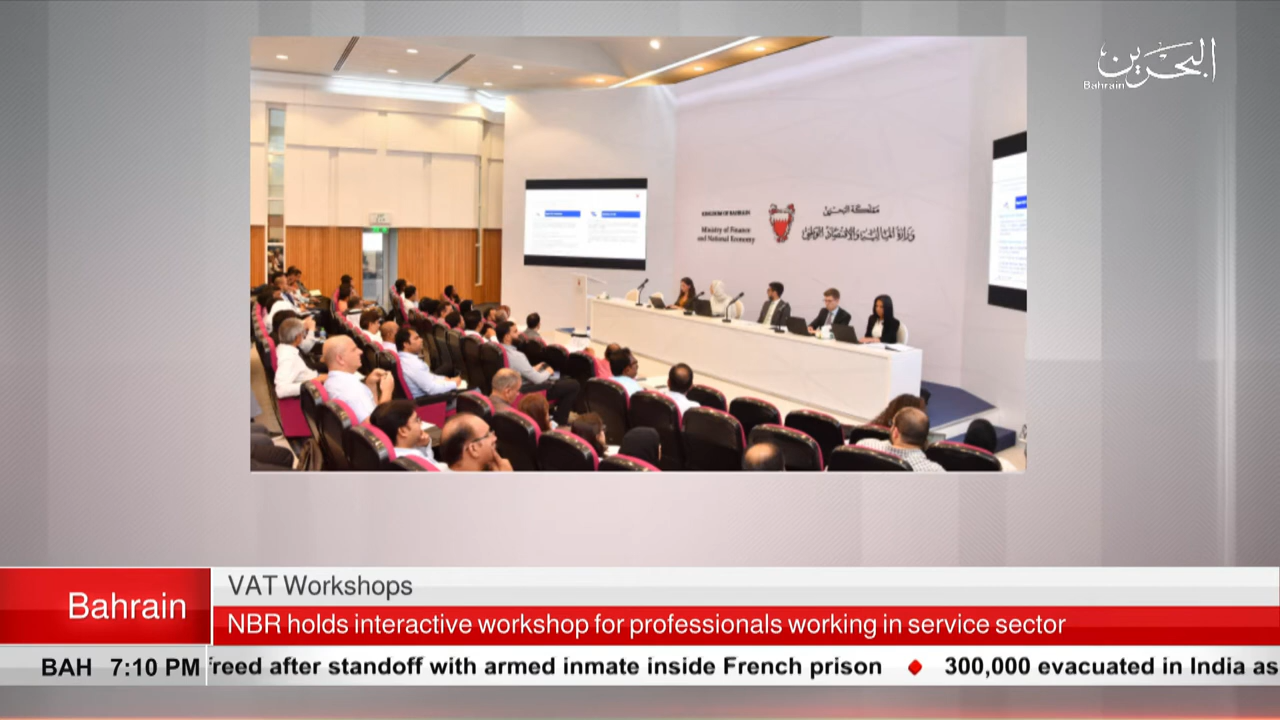 البحرين
Bahrain
KINGDOM OF BAHRAIN
Ministry of Finance
and National Economy
مملكة البحرين
وزارة المالية والاقتصاد الوطني
Bahrain
VAT Workshops
NBR holds interactive workshop for professionals working in service sector
BAH 7:10 PM
freed after standoff with armed inmate inside French prison
300,000 evacuated in India as